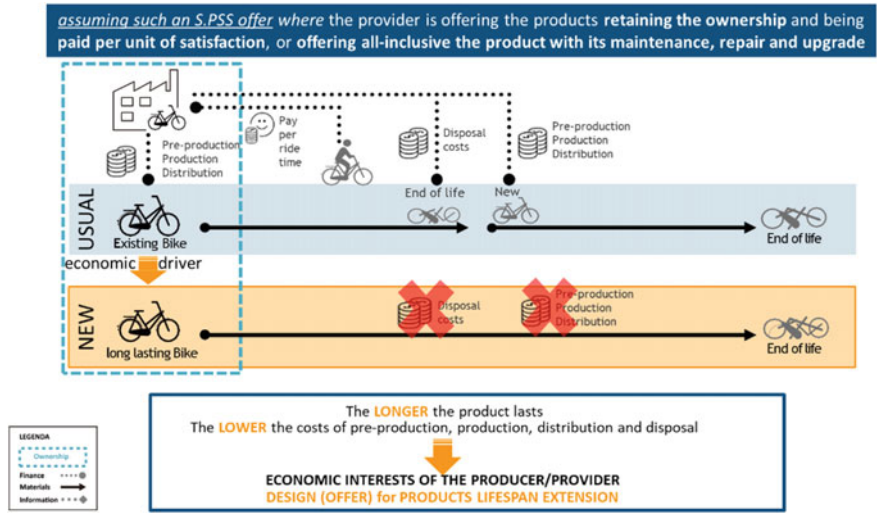 assuming such an S.PSS offer where the provider is offering the products retaining the ownership and being
paid per unit of satisfaction, or offering all-inclusive the product with its maintenance, repair and upgrade
Pre-production
Production
Distribution
Pay
per
ride
time
Disposal
costs
Pre-production
Production
Distribution
USUAL
Existing Bike
End of life
New
End of life
economic driver
NEW
long lasting Bike
Disposal
costs
Pre-production
Production
Distribution
End of life
The LONGER the product lasts
The LOWER the costs of pre-production, production, distribution and disposal
ECONOMIC INTERESTS OF THE PRODUCER/PROVIDER
DESIGN (OFFER) for PRODUCTS LIFESPAN EXTENSION
LEGENDA
Ownership
Finance
Materials
Information